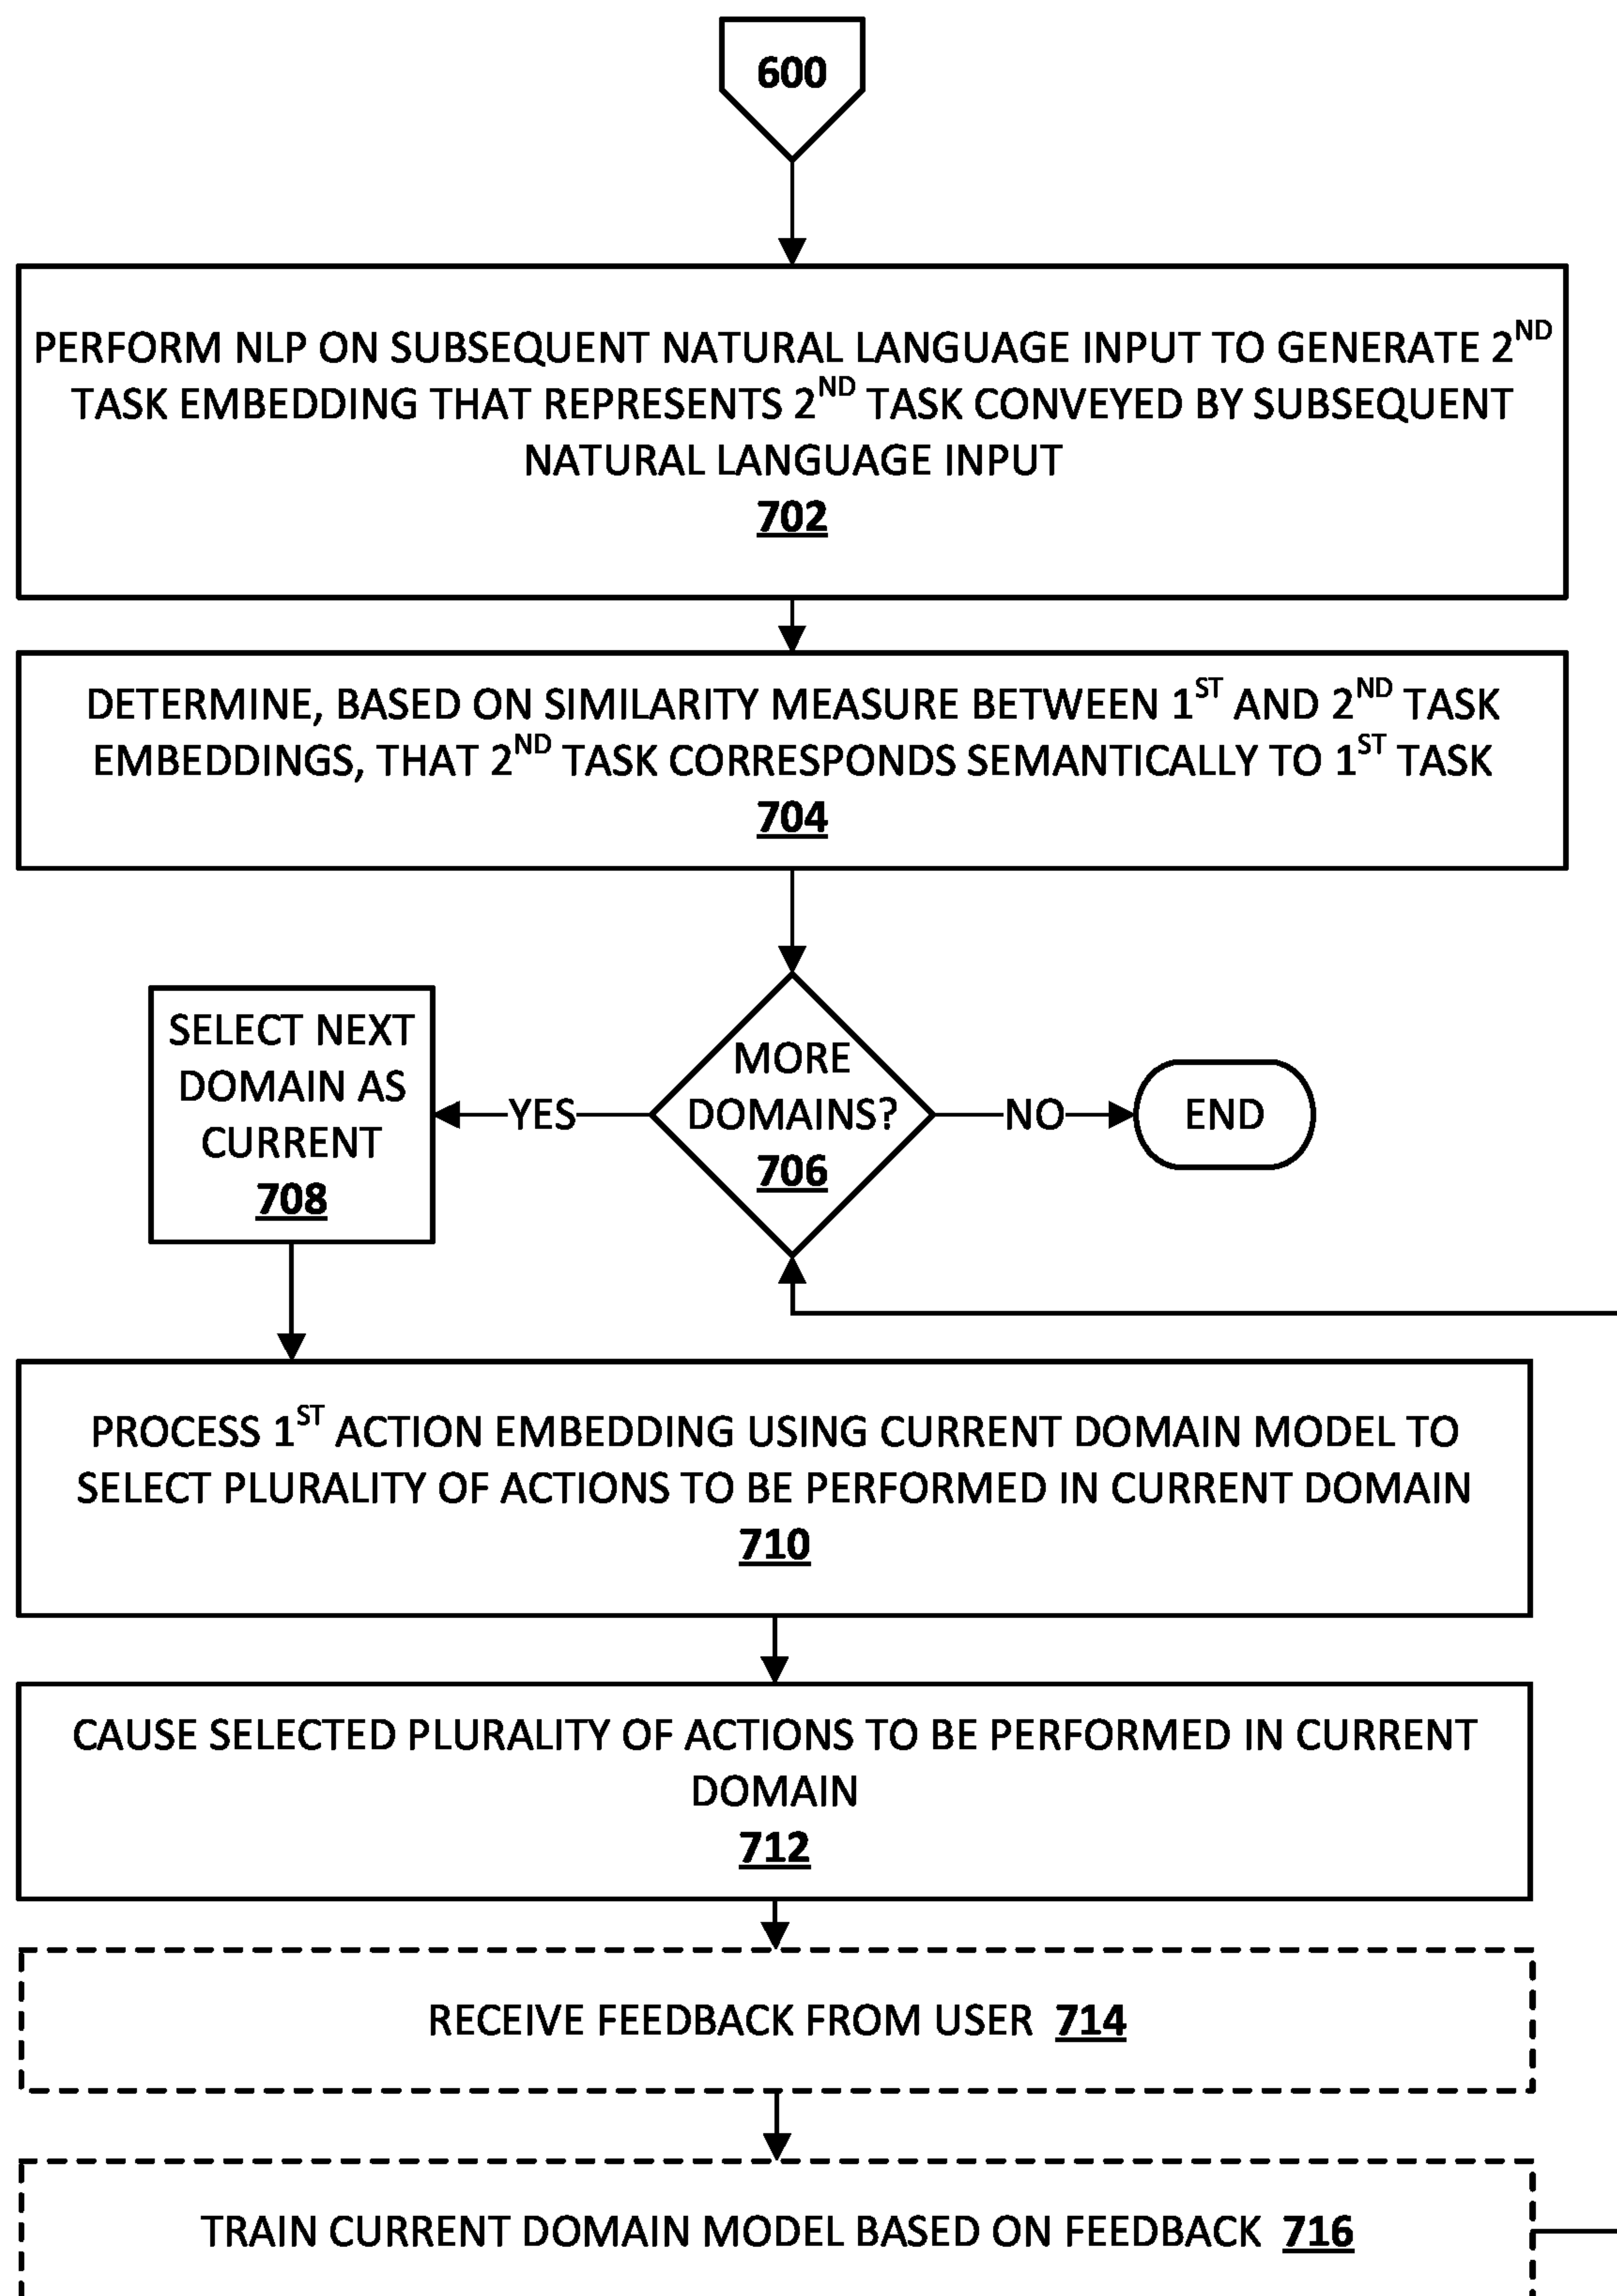 600
PERFORM NLP ON SUBSEQUENT NATURAL LANGUAGE INPUT TO GENERATE 2ND
TASK EMBEDDING THAT REPRESENTS 2ND TASK CONVEYED BY SUBSEQUENT
NATURAL LANGUAGE INPUT
702
DETERMINE, BASED ON SIMILARITY MEASURE BETWEEN 1ST AND 2ND TASK
EMBEDDINGS, THAT 2ND TASK CORRESPONDS SEMANTICALLY TO 1ST TASK
704
SELECT NEXT
DOMAIN AS
CURRENT
708
YES
MORE
DOMAINS?
706
NO
END
PROCESS 1ST ACTION EMBEDDING USING CURRENT DOMAIN MODEL TO
SELECT PLURALITY OF ACTIONS TO BE PERFORMED IN CURRENT DOMAIN
710
CAUSE SELECTED PLURALITY OF ACTIONS TO BE PERFORMED IN CURRENT
DOMAIN
712
RECEIVE FEEDBACK FROM USER 714
TRAIN CURRENT DOMAIN MODEL BASED ON FEEDBACK 716